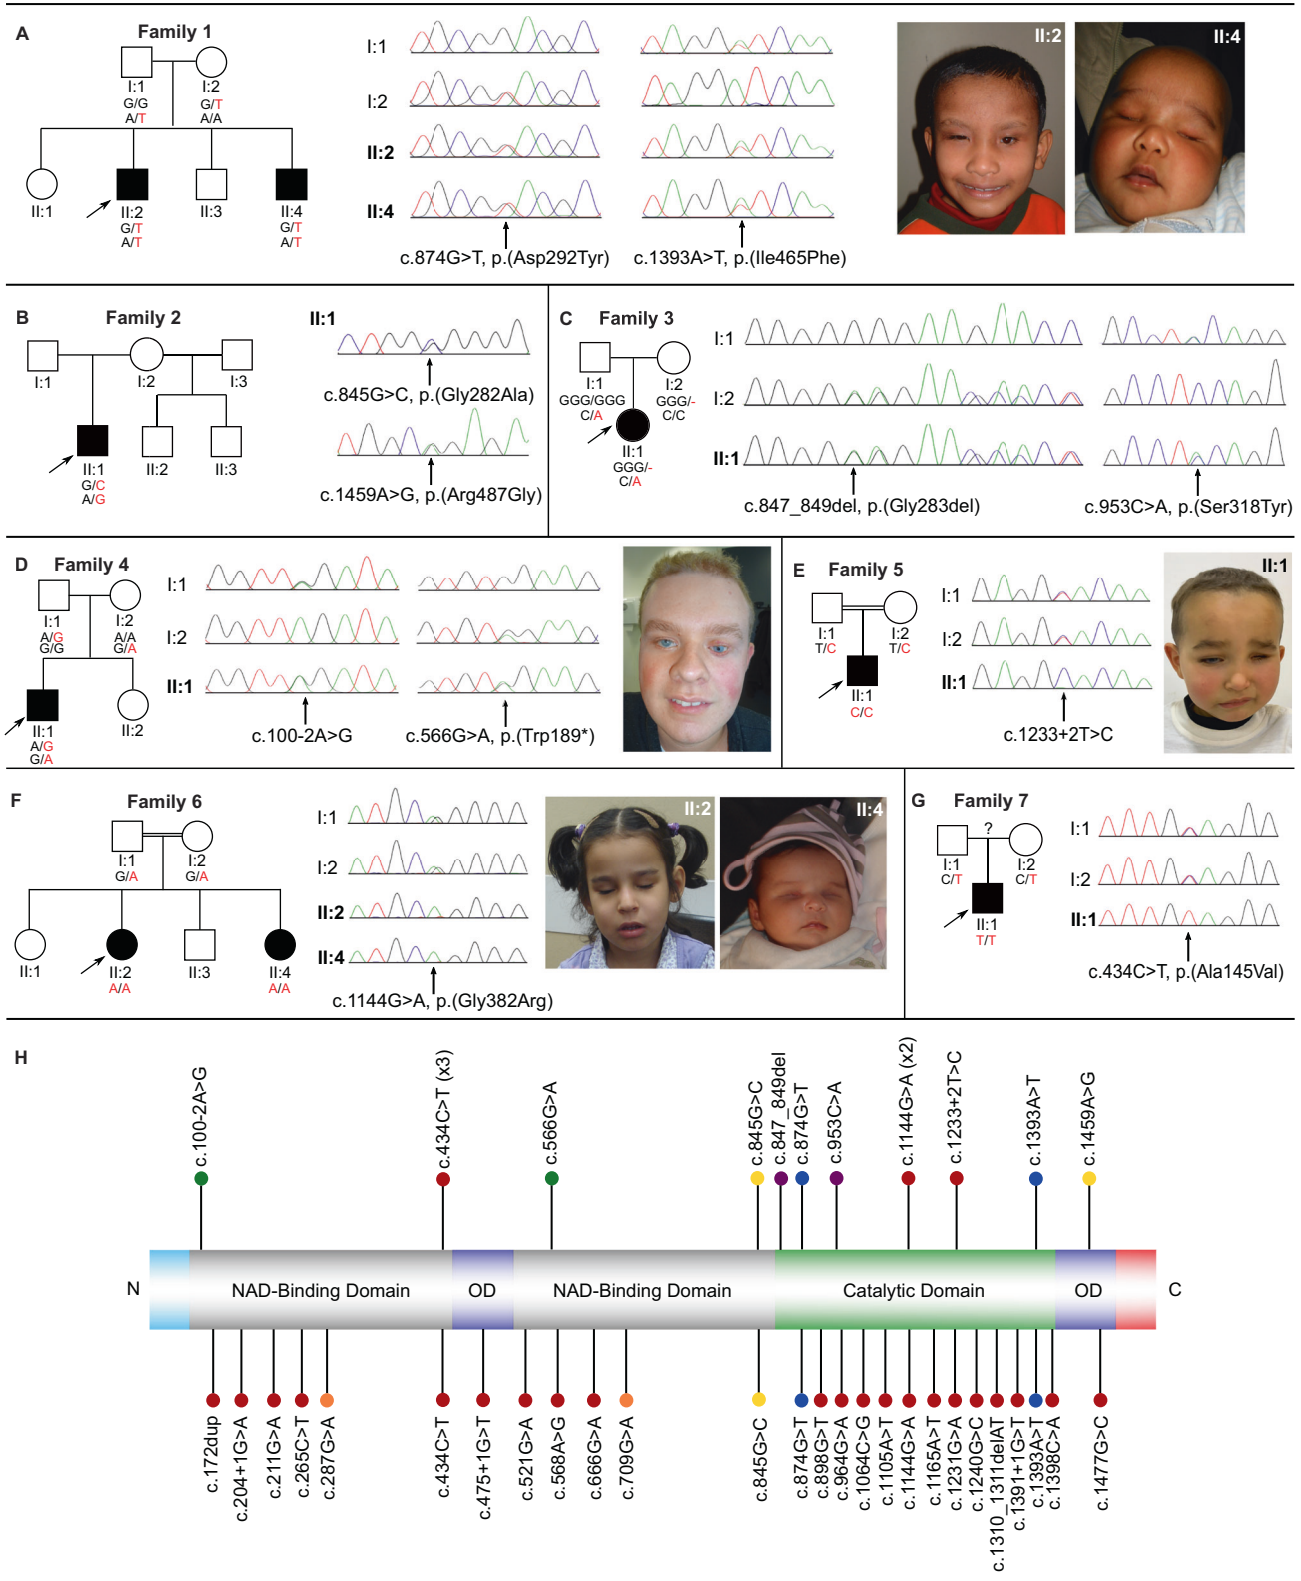 A
Family 1
I:1
G/G
A/T
I:2
G/T
A/A
II:1
II:2
G/T
A/T
II:3
II:4
G/T
A/T
I:1
I:2
II:2
II:4
c.874G>T, p.(Asp292Tyr)
c.1393A>T, p.(Ile465Phe)
II:2
II:4
B
Family 2
I:1
I:2
I:3
II:1
G/C
A/G
II:2
II:3
II:1
c.845G>C, p.(Gly282Ala)
c.1459A>G, p.(Arg487Gly)
C
Family 3
I:1
GGG/GGG
C/A
I:2
GGG/-
C/C
II:1
GGG/-
C/A
I:1
I:2
II:1
c.847_849del, p.(Gly283del)
c.953C>A, p.(Ser318Tyr)
D
Family 4
I:1
A/G
G/G
I:2
A/A
G/A
II:1
A/G
G/A
II:2
I:1
I:2
II:1
c.100-2A>G
c.566G>A, p.(Trp189*)
E
Family 5
I:1
T/C
I:2
T/C
II:1
C/C
I:1
I:2
II:1
c.1233+2T>C
II:1
F
Family 6
I:1
G/A
I:2
G/A
II:1
II:2
A/A
II:3
II:4
A/A
I:1
I:2
II:2
II:4
c.1144G>A, p.(Gly382Arg)
II:2
II:4
G
Family 7
?
I:1
C/T
I:2
C/T
II:1
T/T
I:1
I:2
II:1
c.434C>T, p.(Ala145Val)
H
c.100-2A>G
c.434C>T (x3)
c.566G>A
c.845G>C
c.847_849del
c.874G>T
c.953C>A
c.1144G>A (x2)
c.1233+2T>C
c.1393A>T
c.1459A>G
N
NAD-Binding Domain
OD
NAD-Binding Domain
Catalytic Domain
OD
C
c.172dup
c.204+1G>A
c.211G>A
c.265C>T
c.287G>A
c.434C>T
c.475+1G>T
c.521G>A
c.568A>G
c.666G>A
c.709G>A
c.845G>C
c.874G>T
c.898G>T
c.964G>A
c.1064C>G
c.1105A>T
c.1144G>A
c.1165A>T
c.1231G>A
c.1240G>C
c.1310_1311delAT
c.1391+1G>T
c.1393A>T
c.1398C>A
c.1477G>C